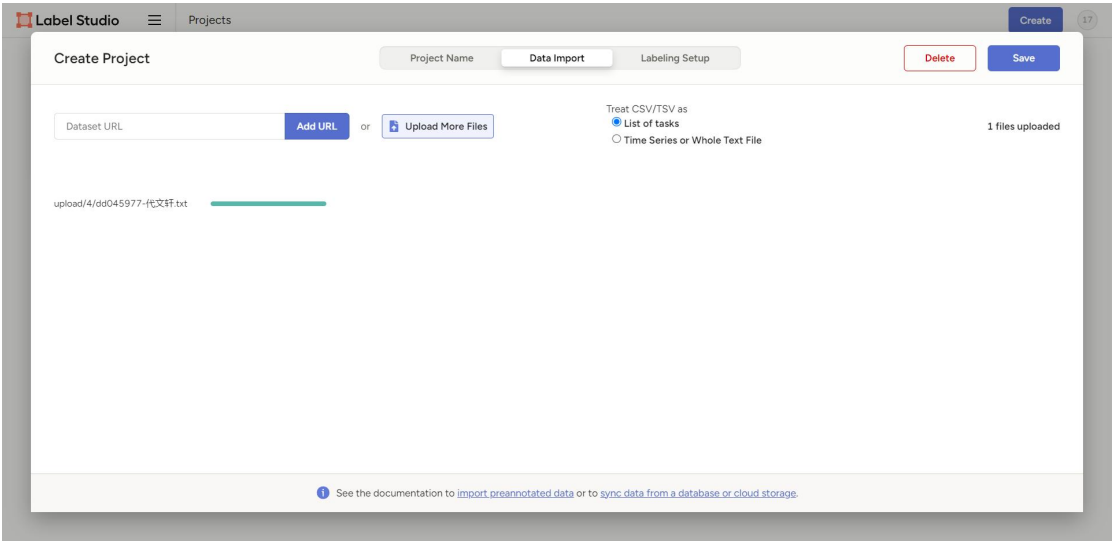 Label Studio
Projects
Create
17
Create Project
Project Name
Data Import
Labeling Setup
Delete
Save
Dataset URL
Add URL
or
Upload More Files
Treat CSV/TSV as
List of tasks
Time Series or Whole Text File
1 files uploaded
upload/4/dd045977-代文轩.txt
See the documentation to import preannotated data or to sync data from a database or cloud storage.